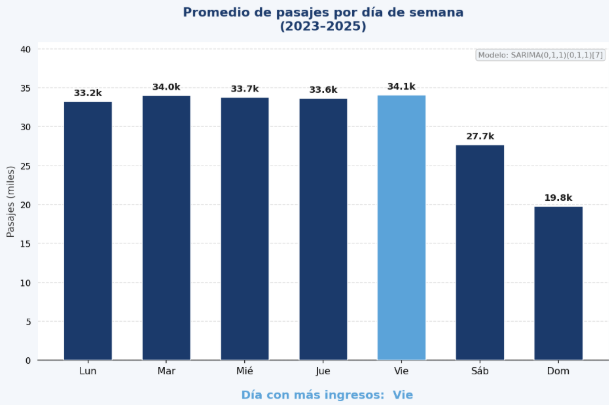 Promedio de pasajes por día de semana
(2023–2025)
Modelo: SARIMA(0,1,1)(0,1,1)[7]
Pasajes (miles)
40
35
30
25
20
15
10
5
0
33.2k
34.0k
33.7k
33.6k
34.1k
27.7k
19.8k
Lun
Mar
Mié
Jue
Vie
Sáb
Dom
Día con más ingresos: Vie